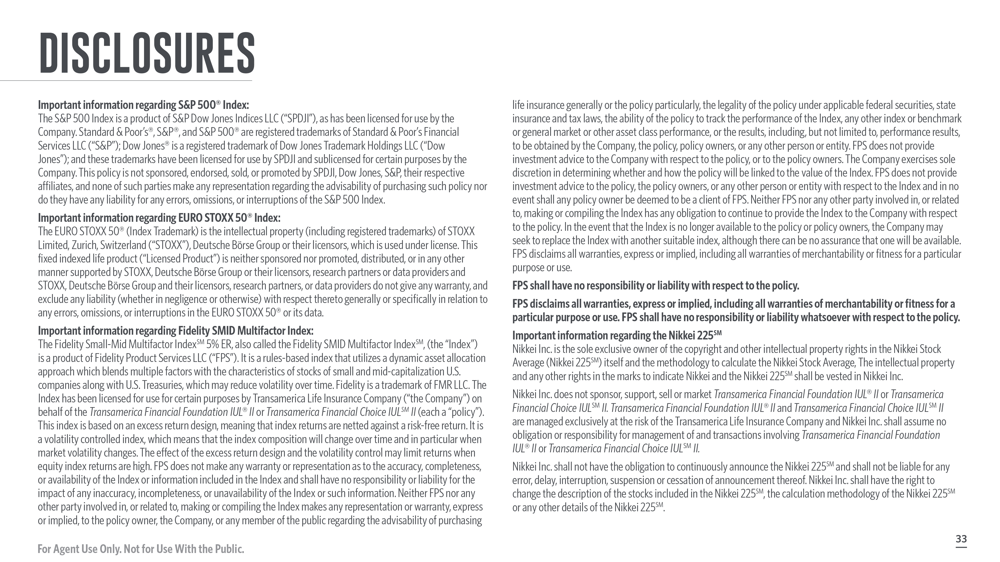 DISCLOSURES
Important information regarding S&P 500® Index:
The S&P 500 Index is a product of S&P Dow Jones Indices LLC (“SPDJI”), as has been licensed for use by the
Company. Standard & Poor’s®, S&P®, and S&P 500® are registered trademarks of Standard & Poor’s Financial
Services LLC (“S&P”); Dow Jones® is a registered trademark of Dow Jones Trademark Holdings LLC (“Dow
Jones”); and these trademarks have been licensed for use by SPDJI and sublicensed for certain purposes by the
Company. This policy is not sponsored, endorsed, sold, or promoted by SPDJI, Dow Jones, S&P, their respective
affiliates, and none of such parties make any representation regarding the advisability of purchasing such policy nor
do they have any liability for any errors, omissions, or interruptions of the S&P 500 Index.
Important information regarding EURO STOXX 50® Index:
The EURO STOXX 50® (Index Trademark) is the intellectual property (including registered trademarks) of STOXX
Limited, Zurich, Switzerland (“STOXX”), Deutsche Börse Group or their licensors, which is used under license. This
fixed indexed life product (“Licensed Product”) is neither sponsored nor promoted, distributed, or in any other
manner supported by STOXX, Deutsche Börse Group or their licensors, research partners or data providers and
STOXX, Deutsche Börse Group and their licensors, research partners, or data providers do not give any warranty, and
exclude any liability (whether in negligence or otherwise) with respect thereto generally or specifically in relation to
any errors, omissions, or interruptions in the EURO STOXX 50® or its data.
Important information regarding Fidelity SMID Multifactor Index:
The Fidelity Small-Mid Multifactor Index℠ 5% ER, also called the Fidelity SMID Multifactor Index℠, (the “Index”)
is a product of Fidelity Product Services LLC (“FPS”). It is a rules-based index that utilizes a dynamic asset allocation
approach which blends multiple factors with the characteristics of stocks of small and mid-capitalization U.S.
companies along with U.S. Treasuries, which may reduce volatility over time. Fidelity is a trademark of FMR LLC. The
Index has been licensed for use for certain purposes by Transamerica Life Insurance Company (“the Company”) on
behalf of the Transamerica Financial Foundation IUL® II or Transamerica Financial Choice IUL℠ II (each a “policy”).
This index is based on an excess return design, meaning that index returns are netted against a risk-free return. It is
a volatility controlled index, which means that the index composition will change over time and in particular when
market volatility changes. The effect of the excess return design and the volatility control may limit returns when
equity index returns are high. FPS does not make any warranty or representation as to the accuracy, completeness,
or availability of the Index or information included in the Index and shall have no responsibility or liability for the
impact of any inaccuracy, incompleteness, or unavailability of the Index or such information. Neither FPS nor any
other party involved in, or related to, making or compiling the Index makes any representation or warranty, express
or implied, to the policy owner, the Company, or any member of the public regarding the advisability of purchasing
life insurance generally or the policy particularly, the legality of the policy under applicable federal securities, state
insurance and tax laws, the ability of the policy to track the performance of the Index, any other index or benchmark
or general market or other asset class performance, or the results, including, but not limited to, performance results,
to be obtained by the Company, the policy, policy owners, or any other person or entity. FPS does not provide
investment advice to the Company with respect to the policy, or to the policy owners. The Company exercises sole
discretion in determining whether and how the policy will be linked to the value of the Index. FPS does not provide
investment advice to the policy, the policy owners, or any other person or entity with respect to the Index and in no
event shall any policy owner be deemed to be a client of FPS. Neither FPS nor any other party involved in, or related
to, making or compiling the Index has any obligation to continue to provide the Index to the Company with respect
to the policy. In the event that the Index is no longer available to the policy or policy owners, the Company may
seek to replace the Index with another suitable index, although there can be no assurance that one will be available.
FPS disclaims all warranties, express or implied, including all warranties of merchantability or fitness for a particular
purpose or use.
FPS shall have no responsibility or liability with respect to the policy.
FPS disclaims all warranties, express or implied, including all warranties of merchantability or fitness for a
particular purpose or use. FPS shall have no responsibility or liability whatsoever with respect to the policy.
Important information regarding the Nikkei 225℠
Nikkei Inc. is the sole exclusive owner of the copyright and other intellectual property rights in the Nikkei Stock
Average (Nikkei 225℠) itself and the methodology to calculate the Nikkei Stock Average, The intellectual property
and any other rights in the marks to indicate Nikkei and the Nikkei 225℠ shall be vested in Nikkei Inc.
Nikkei Inc. does not sponsor, support, sell or market Transamerica Financial Foundation IUL® II or Transamerica
Financial Choice IUL℠ II. Transamerica Financial Foundation IUL® II and Transamerica Financial Choice IUL℠ II
are managed exclusively at the risk of the Transamerica Life Insurance Company and Nikkei Inc. shall assume no
obligation or responsibility for management of and transactions involving Transamerica Financial Foundation
IUL® II or Transamerica Financial Choice IUL℠ II.
Nikkei Inc. shall not have the obligation to continuously announce the Nikkei 225℠ and shall not be liable for any
error, delay, interruption, suspension or cessation of announcement thereof. Nikkei Inc. shall have the right to
change the description of the stocks included in the Nikkei 225℠, the calculation methodology of the Nikkei 225℠
or any other details of the Nikkei 225℠.
For Agent Use Only. Not for Use With the Public.
33